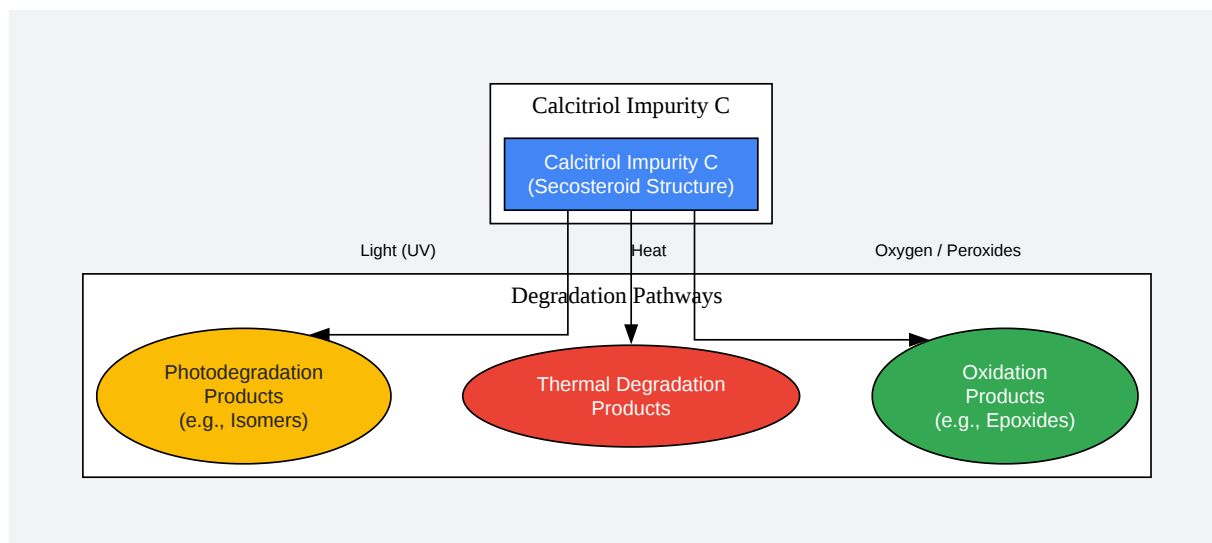 Calcitriol Impurity C
Calcitriol Impurity C
(Secosteroid Structure)
Light (UV)
Heat
Oxygen / Peroxides
Degradation Pathways
Photodegradation
Products
(e.g., Isomers)
Thermal Degradation
Products
Oxidation
Products
(e.g., Epoxides)